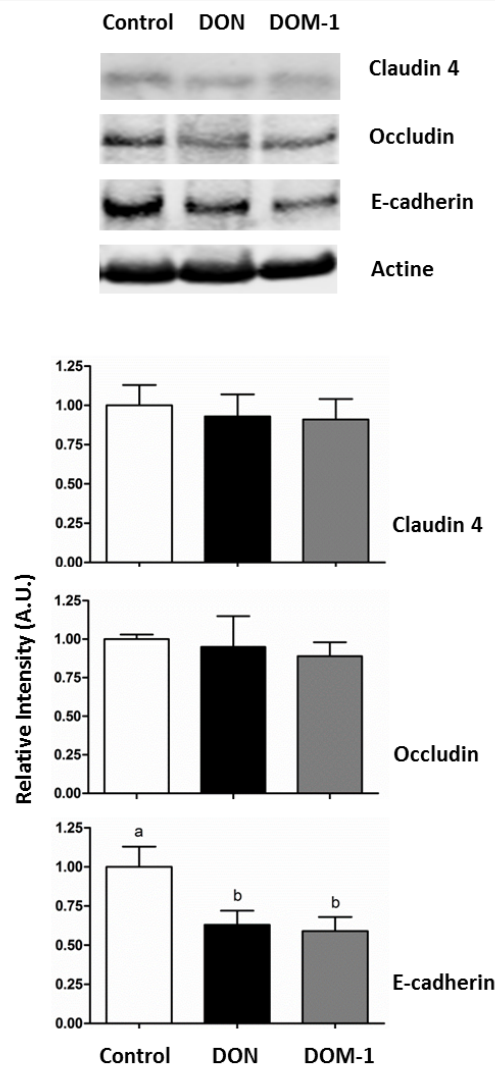 Control DON DOM-1
Claudin 4
Occludin
E-cadherin
Actine
Relative Intensity (A.U.)
1.25
1.00
0.75
0.50
0.25
0.00
Claudin 4
1.25
1.00
0.75
0.50
0.25
0.00
Occludin
1.25
1.00
0.75
0.50
0.25
0.00
a
b
b
E-cadherin
Control DON DOM-1